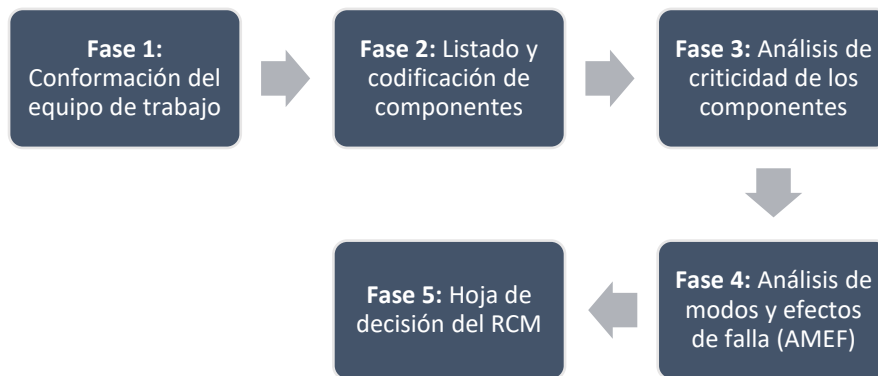 Fase 1:
Conformación del
equipo de trabajo
Fase 2: Listado y
codificación de
componentes
Fase 3: Análisis de
criticidad de los
componentes
Fase 4: Análisis de
modos y efectos
de falla (AMEF)
Fase 5: Hoja de
decisión del RCM